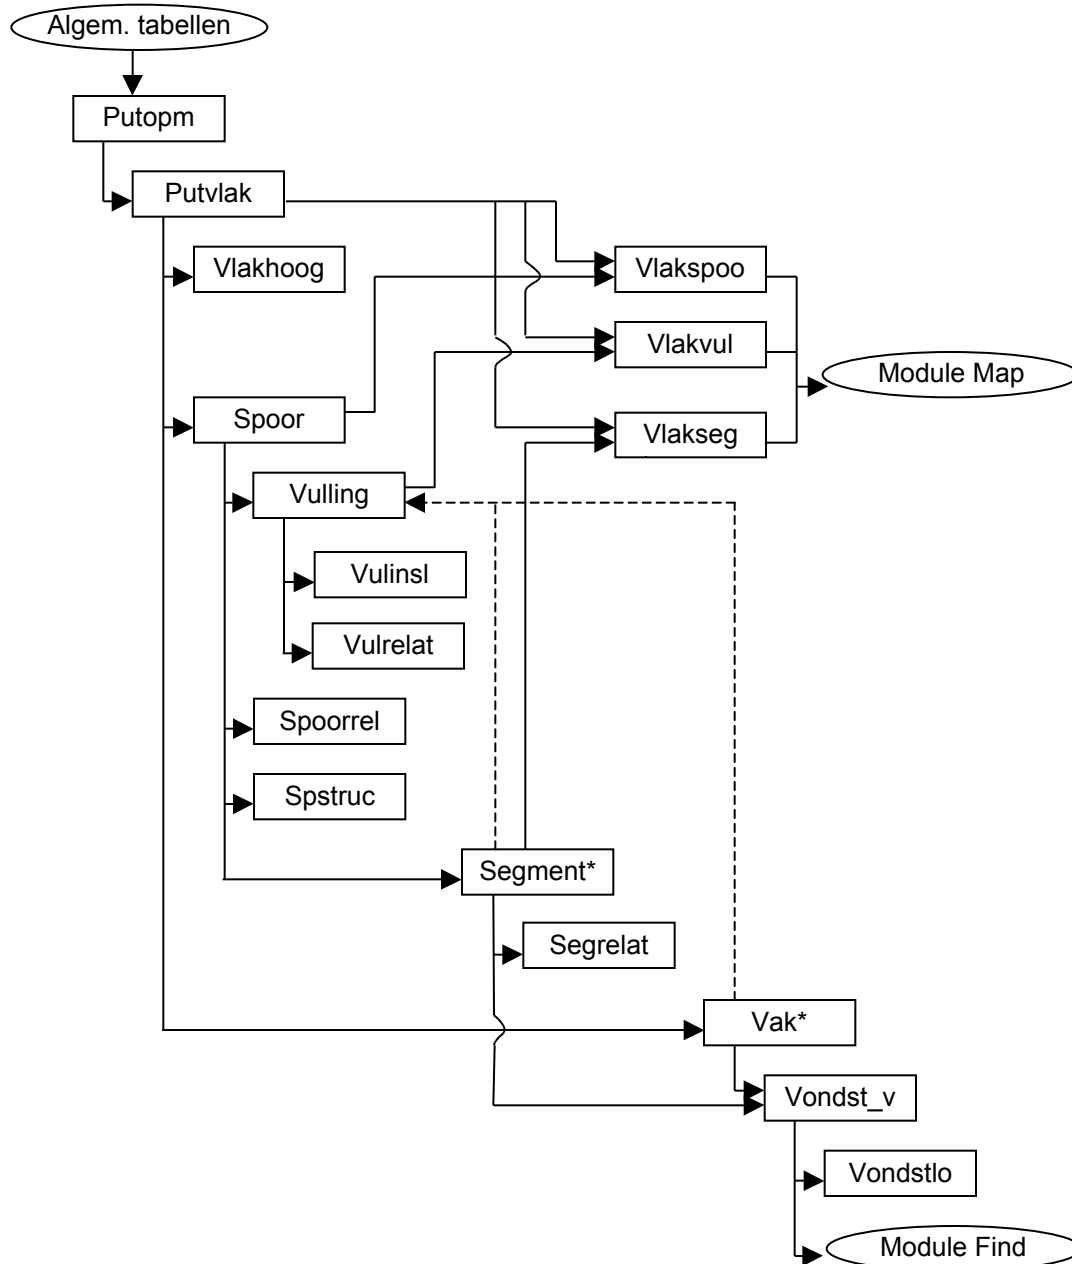 Algem. tabellen
Putopm
Putvlak
Vlakhoog
Vlakspoo
Vlakvul
Module Map
Spoor
Vlakseg
Vulling
Vulinsl
Vulrelat
Spoorrel
Spstruc
Segment*
Segrelat
Vak*
Vondst_v
Vondstlo
Module Find